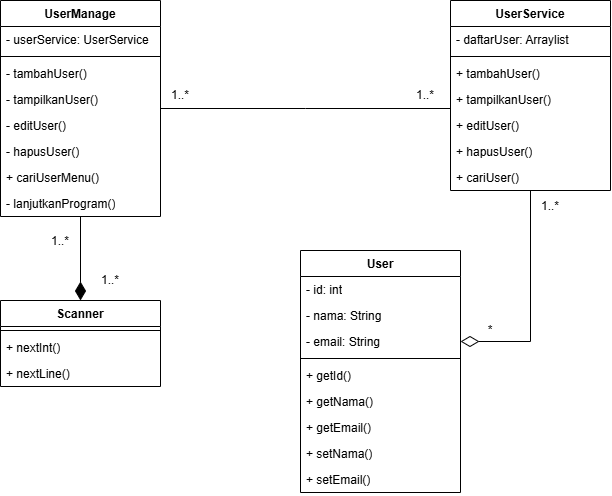 UserManage
- userService: UserService
- tambahUser()
- tampilkanUser()
- editUser()
- hapusUser()
+ cariUserMenu()
- lanjutkanProgram()
1..*
1..*
UserService
- daftarUser: Arraylist
+ tambahUser()
+ tampilkanUser()
+ editUser()
+ hapusUser()
+ cariUser()
1..*
1..*
1..*
Scanner
+ nextInt()
+ nextLine()
User
- id: int
- nama: String
- email: String
+ getId()
+ getNama()
+ getEmail()
+ setNama()
+ setEmail()
*